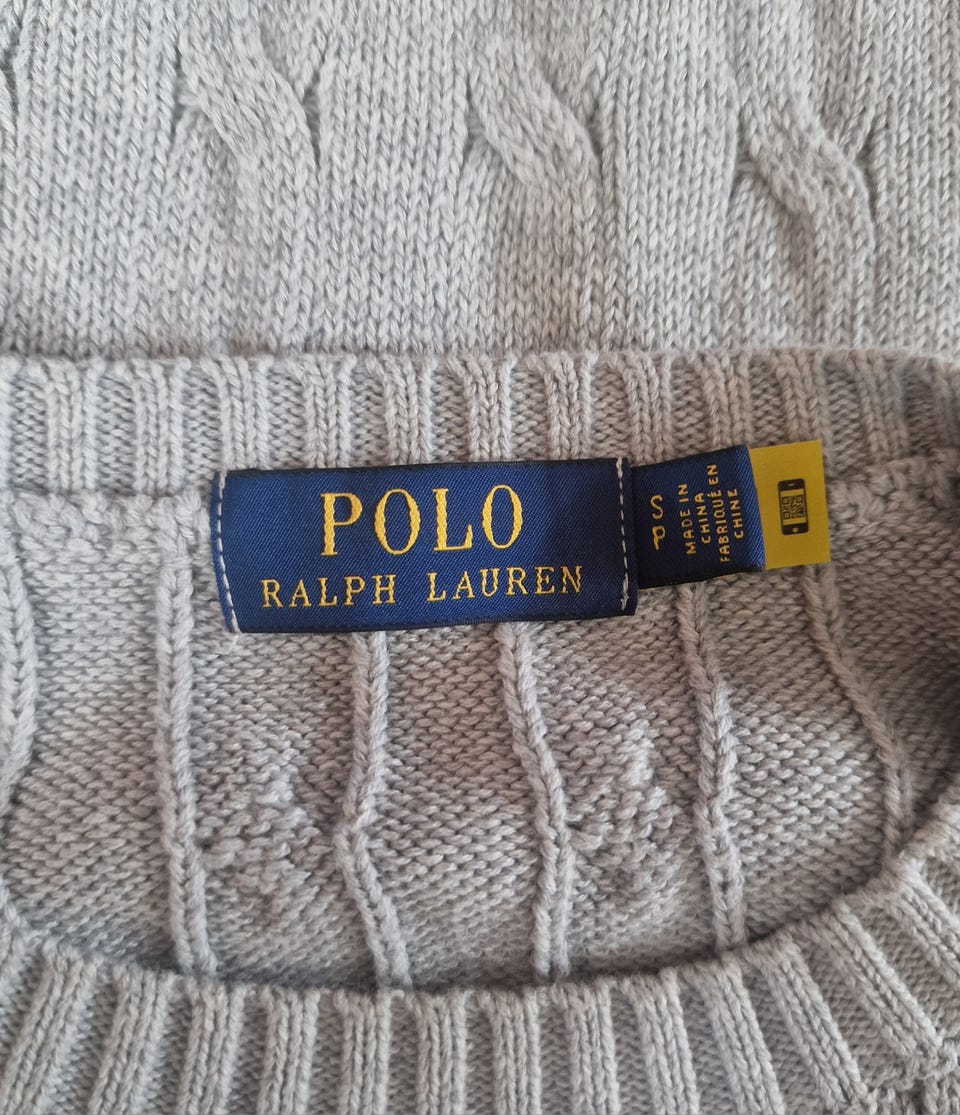 POLO
RALPH LAUREN
S
P
MADE IN
CHINA
FABRIQUÉ EN
CHINE